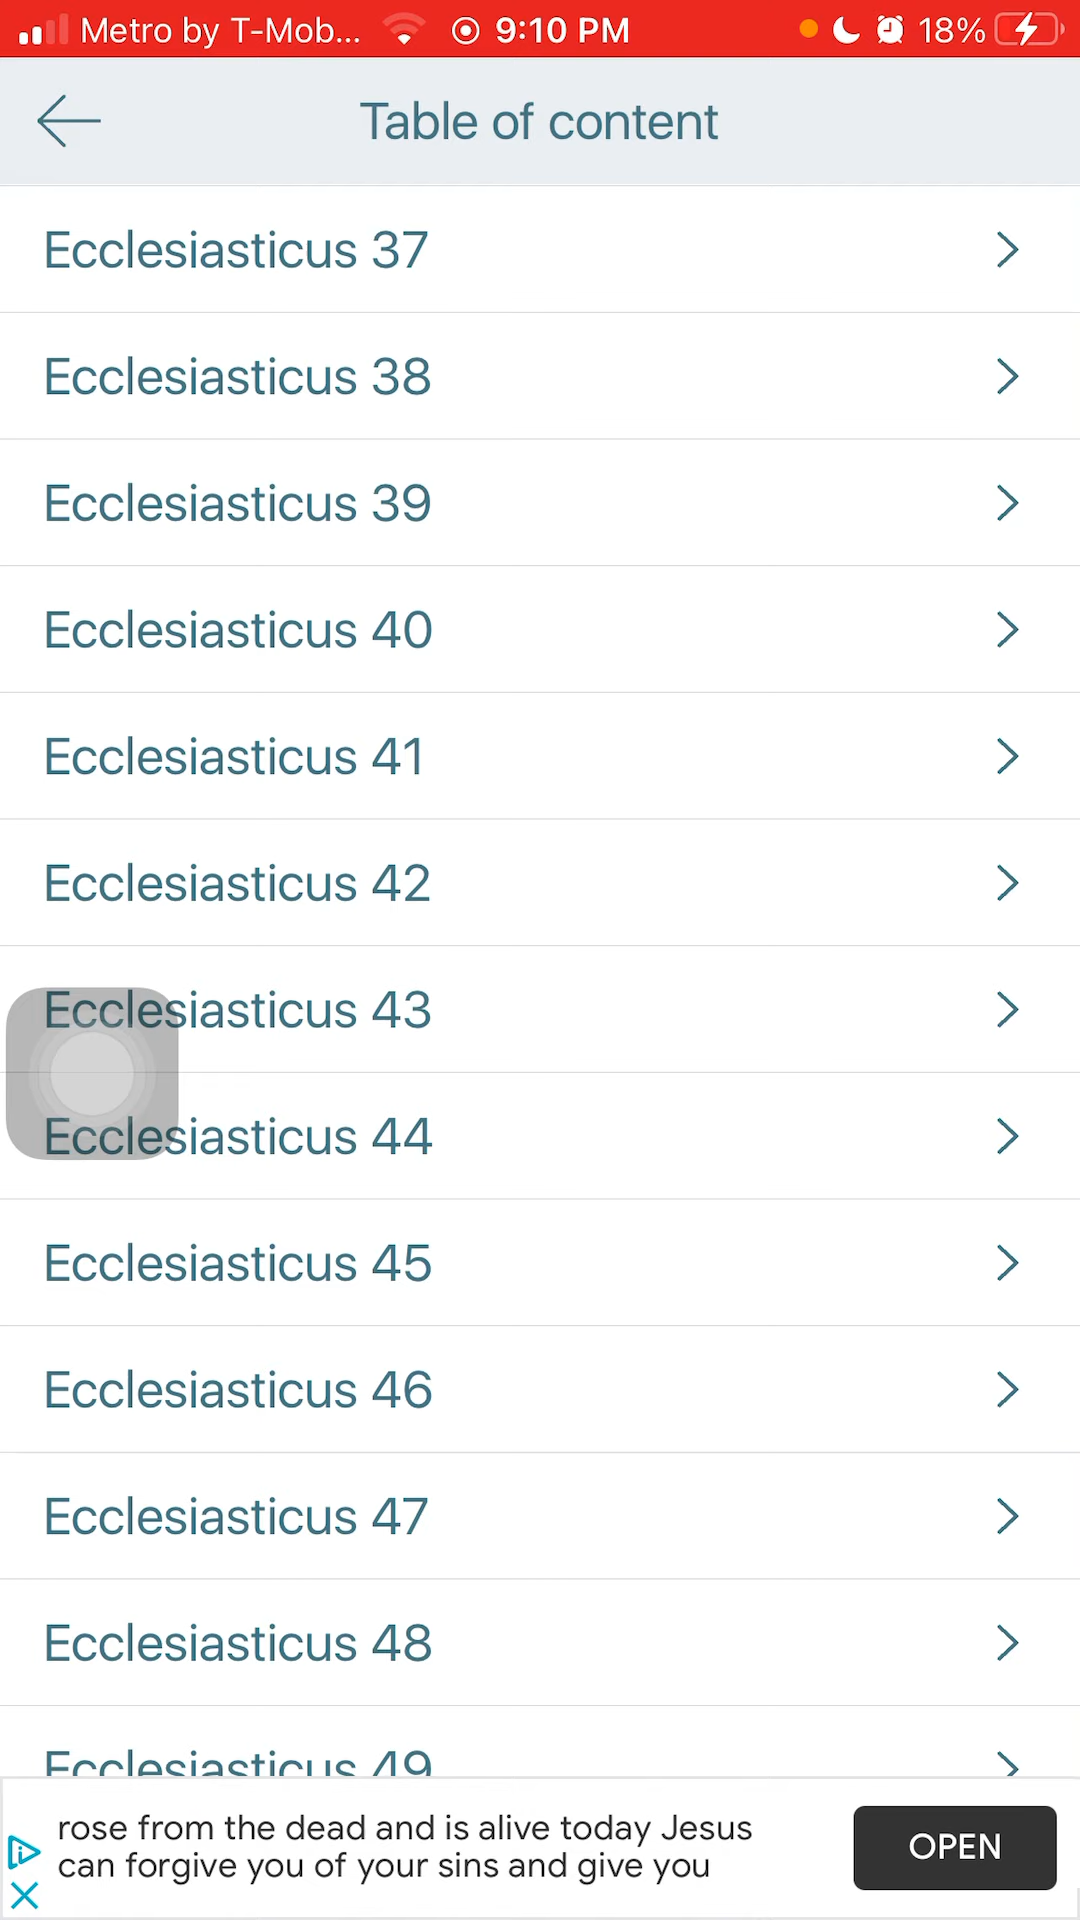 Metro by T-Mob... 9:10 PM 18%
Table of content
Ecclesiasticus 37
Ecclesiasticus 38
Ecclesiasticus 39
Ecclesiasticus 40
Ecclesiasticus 41
Ecclesiasticus 42
Ecclesiasticus 43
Ecclesiasticus 44
Ecclesiasticus 45
Ecclesiasticus 46
Ecclesiasticus 47
Ecclesiasticus 48
Ecclesiasticus 49
rose from the dead and is alive today Jesus
can forgive you of your sins and give you
OPEN